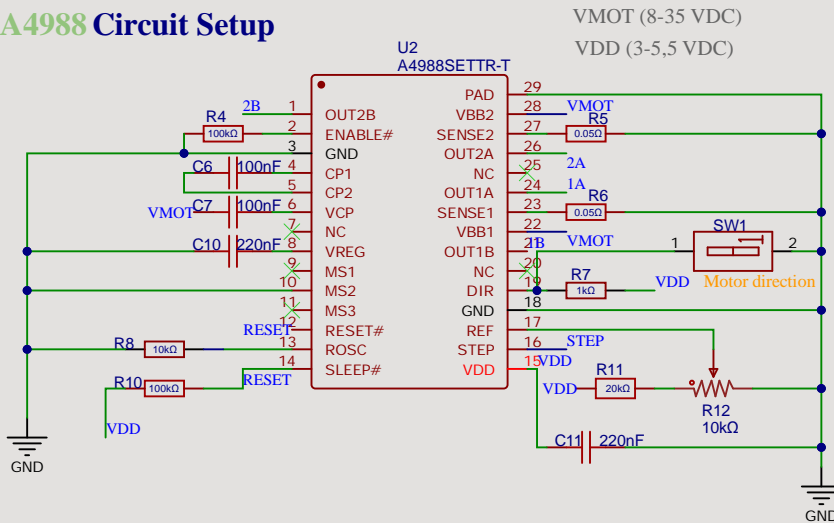 A4988 Circuit Setup
VMOT (8-35 VDC)
VDD (3-5,5 VDC)
U2
A4988SETTR-T
2B
1
OUT2B
R4
100kΩ
2
ENABLE#
3
GND
C6
100nF
4
CP1
5
CP2
VMOT
C7
100nF
6
VCP
7
NC
C10
220nF
8
VREG
9
MS1
10
MS2
11
MS3
RESET
12
RESET#
R8
10kΩ
13
ROSC
R10
100kΩ
RESET
14
SLEEP#
VDD
GND
PAD
29
VBB2
28
VMOT
SENSE2
27
R5
0.05Ω
OUT2A
26
2A
NC
25
OUT1A
24
1A
SENSE1
23
R6
0.05Ω
VBB1
22
VMOT
OUT1B
21
1B
SW1
1
2
Motor direction
NC
20
DIR
19
R7
1kΩ
VDD
GND
18
REF
17
STEP
16
STEP
VDD
15
VDD
VDD
R11
20kΩ
R12
10kΩ
C11
220nF
GND